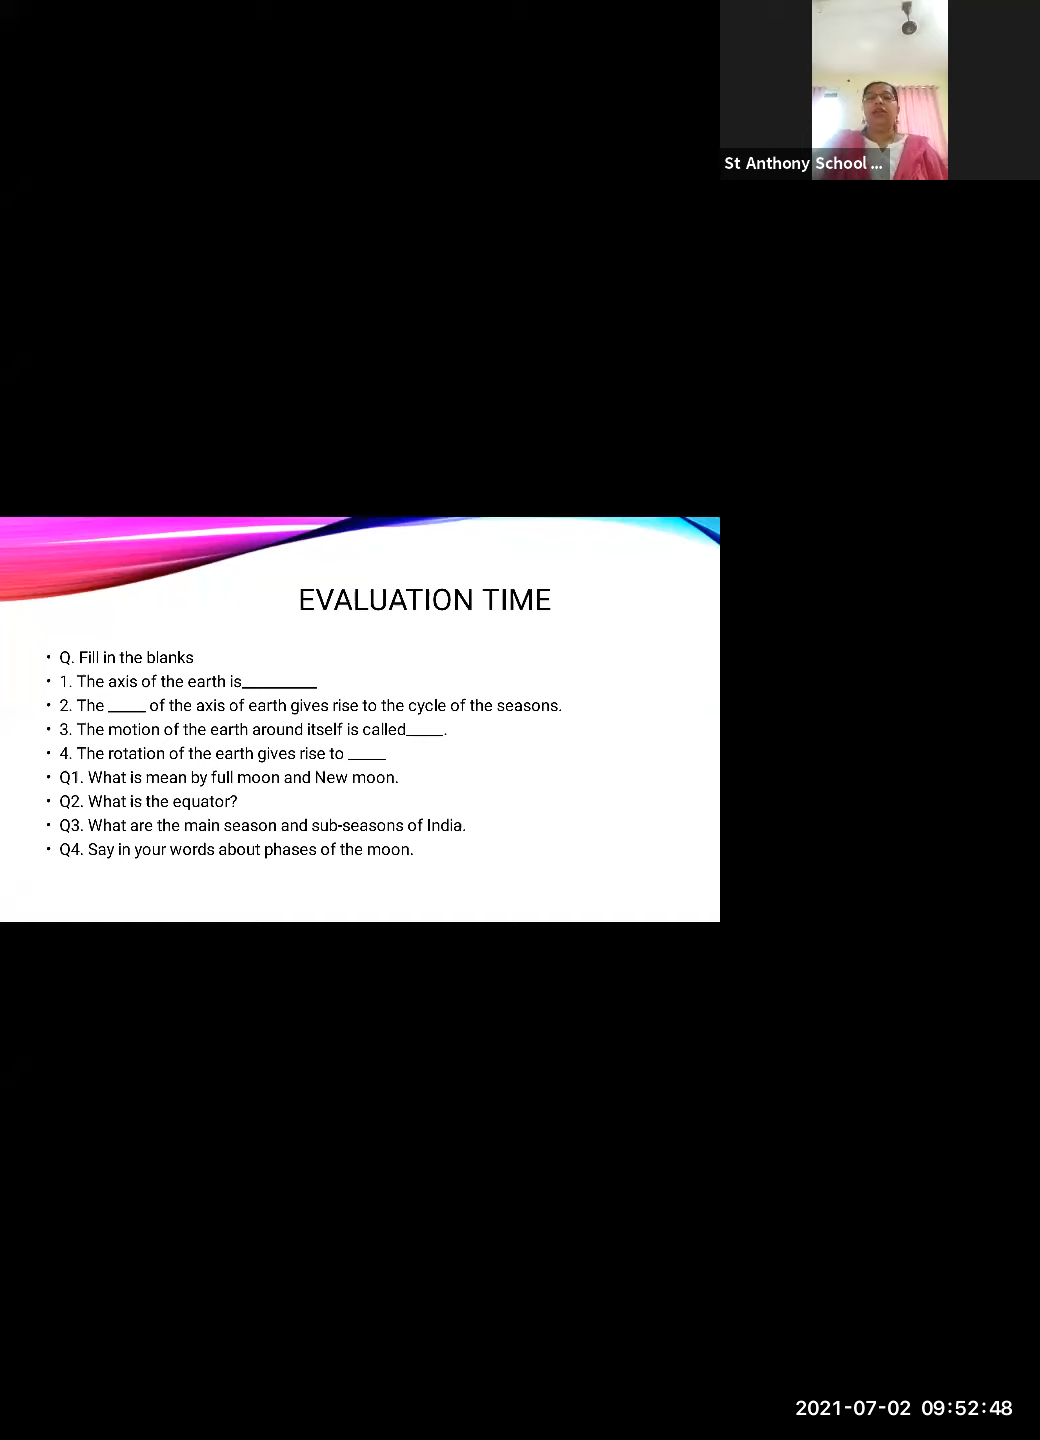 St Anthony School ...
EVALUATION TIME
• Q. Fill in the blanks
• 1. The axis of the earth is_________
• 2. The _____ of the axis of earth gives rise to the cycle of the seasons.
• 3. The motion of the earth around itself is called_____.
• 4. The rotation of the earth gives rise to _____
• Q1. What is mean by full moon and New moon.
• Q2. What is the equator?
• Q3. What are the main season and sub-seasons of India.
• Q4. Say in your words about phases of the moon.
2021-07-02 09:52:48